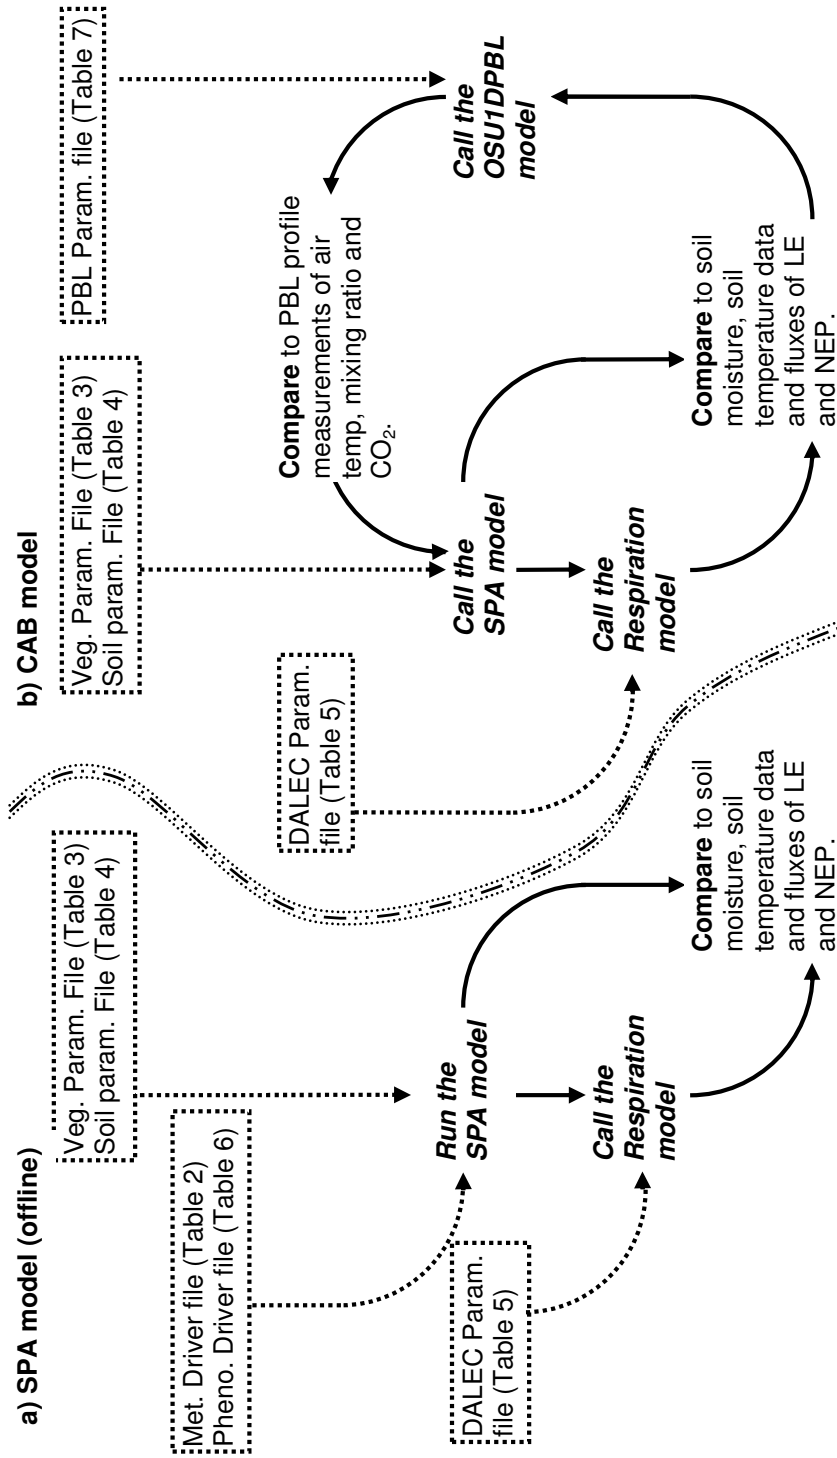 a) SPA model (offline)
Veg. Param. File (Table 3)
Soil param. File (Table 4)
Met. Driver file (Table 2)
Pheno. Driver file (Table 6)
Run the
SPA model
DALEC Param.
file (Table 5)
Call the
Respiration
model
Compare to soil
moisture, soil
temperature data
and fluxes of LE
and NEP.
b) CAB model
Veg. Param. File (Table 3)
Soil param. File (Table 4)
PBL Param. file (Table 7)
DALEC Param.
file (Table 5)
Compare to PBL profile
measurements of air
temp, mixing ratio and
CO₂.
Call the
SPA model
Call the
OSU1DPBL
model
Call the
Respiration
model
Compare to soil
moisture, soil
temperature data
and fluxes of LE
and NEP.